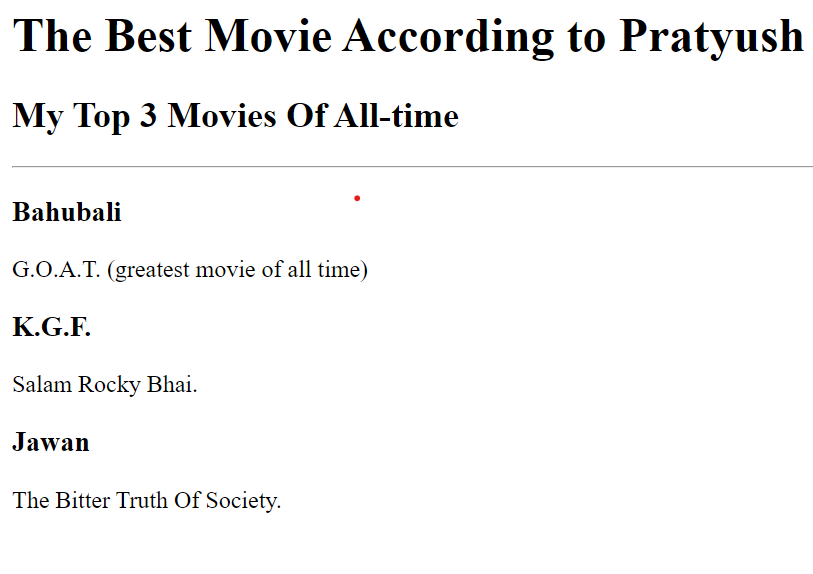 The Best Movie According to Pratyush
My Top 3 Movies Of All-time
Bahubali
G.O.A.T. (greatest movie of all time)
K.G.F.
Salam Rocky Bhai.
Jawan
The Bitter Truth Of Society.